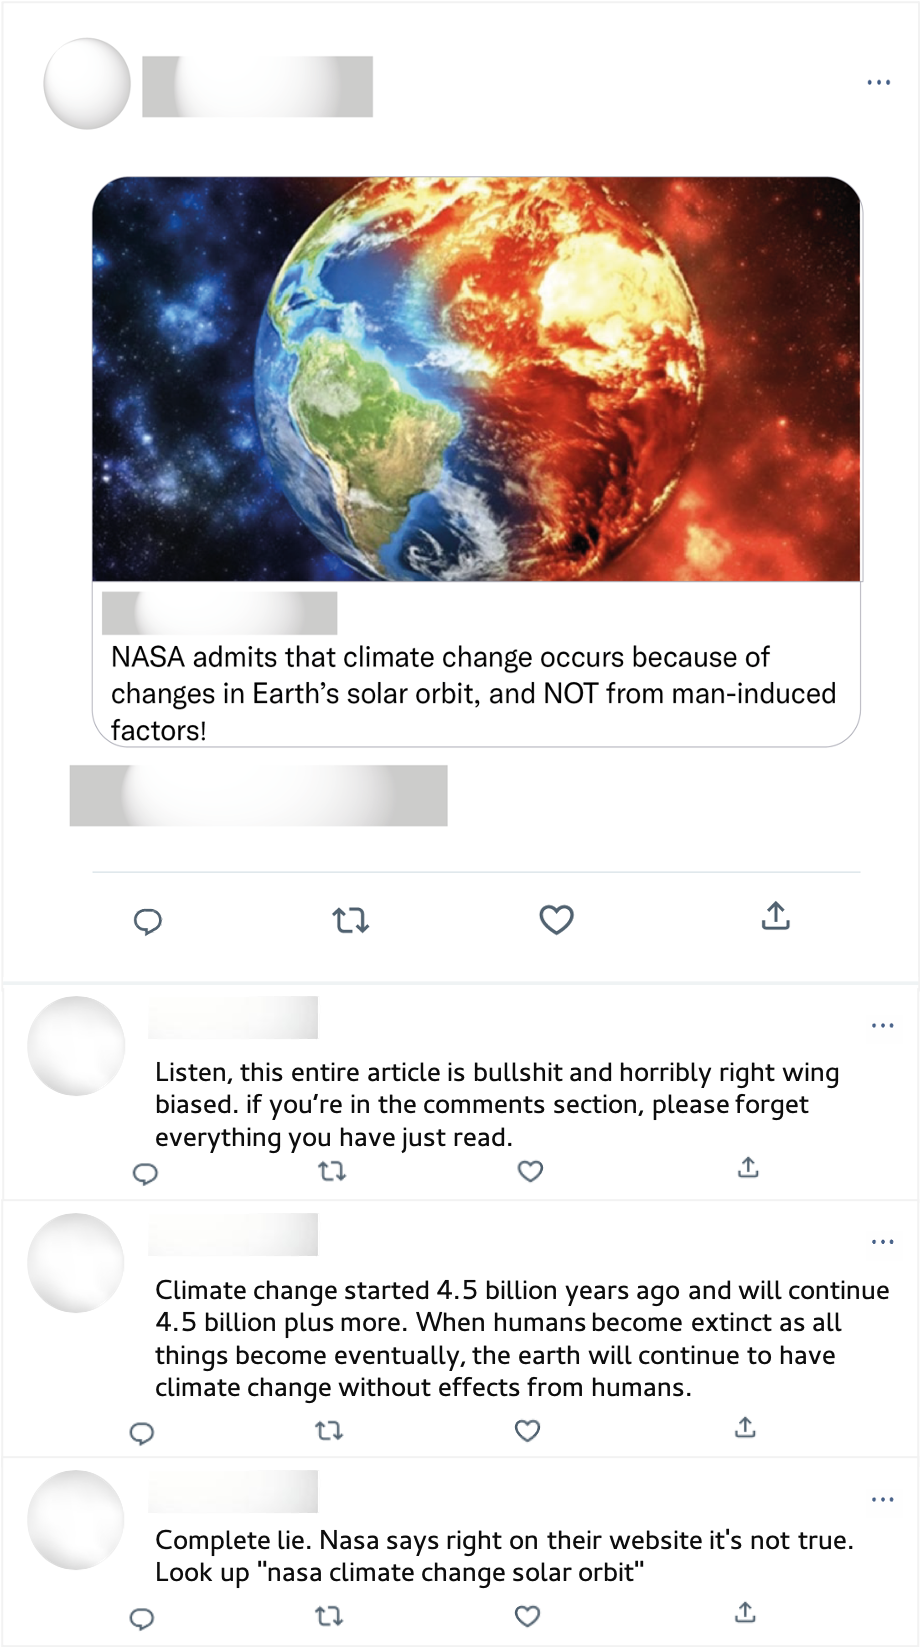 NASA admits that climate change occurs because of
changes in Earth’s solar orbit, and NOT from man-induced
factors!
Listen, this entire article is bullshit and horribly right wing
biased. if you’re in the comments section, please forget
everything you have just read.
Climate change started 4.5 billion years ago and will continue
4.5 billion plus more. When humans become extinct as all
things become eventually, the earth will continue to have
climate change without effects from humans.
Complete lie. Nasa says right on their website it's not true.
Look up "nasa climate change solar orbit"